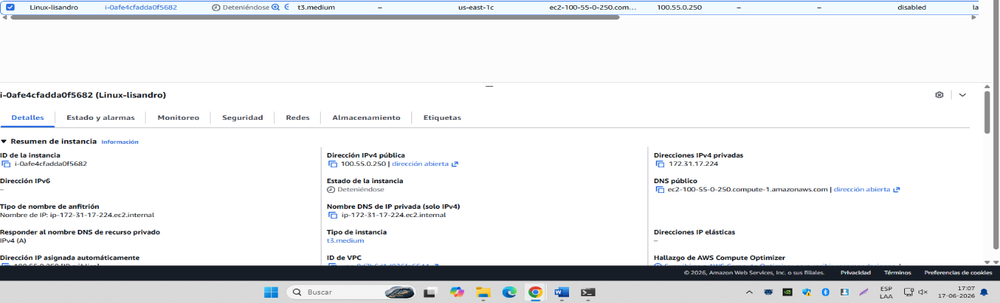 Linux-lisandro i-0afe4cfadda0f5682 Deteniéndose t3.medium – us-east-1c ec2-100-55-0-250.com... 100.55.0.250 – – disabled la
i-0afe4cfadda0f5682 (Linux-lisandro)
Detalles Estado y alarmas Monitoreo Seguridad Redes Almacenamiento Etiquetas
Resumen de instancia Información
ID de la instancia Dirección IPv4 pública Direcciones IPv4 privadas
i-0afe4cfadda0f5682 100.55.0.250 | dirección abierta 172.31.17.224
Dirección IPv6 Estado de la instancia DNS público
– Deteniéndose ec2-100-55-0-250.compute-1.amazonaws.com | dirección abierta
Tipo de nombre de anfitrión Nombre DNS de IP privada (solo IPv4)
Nombre de IP: ip-172-31-17-224.ec2.internal ip-172-31-17-224.ec2.internal
Responder al nombre DNS de recurso privado Tipo de instancia Direcciones IP elásticas
IPv4 (A) t3.medium –
Dirección IP asignada automáticamente ID de VPC Hallazgo de AWS Compute Optimizer
© 2026, Amazon Web Services, Inc. o sus filiales. Privacidad Términos Preferencias de cookies
Buscar ESP 17:07
LAA 17-06-2026